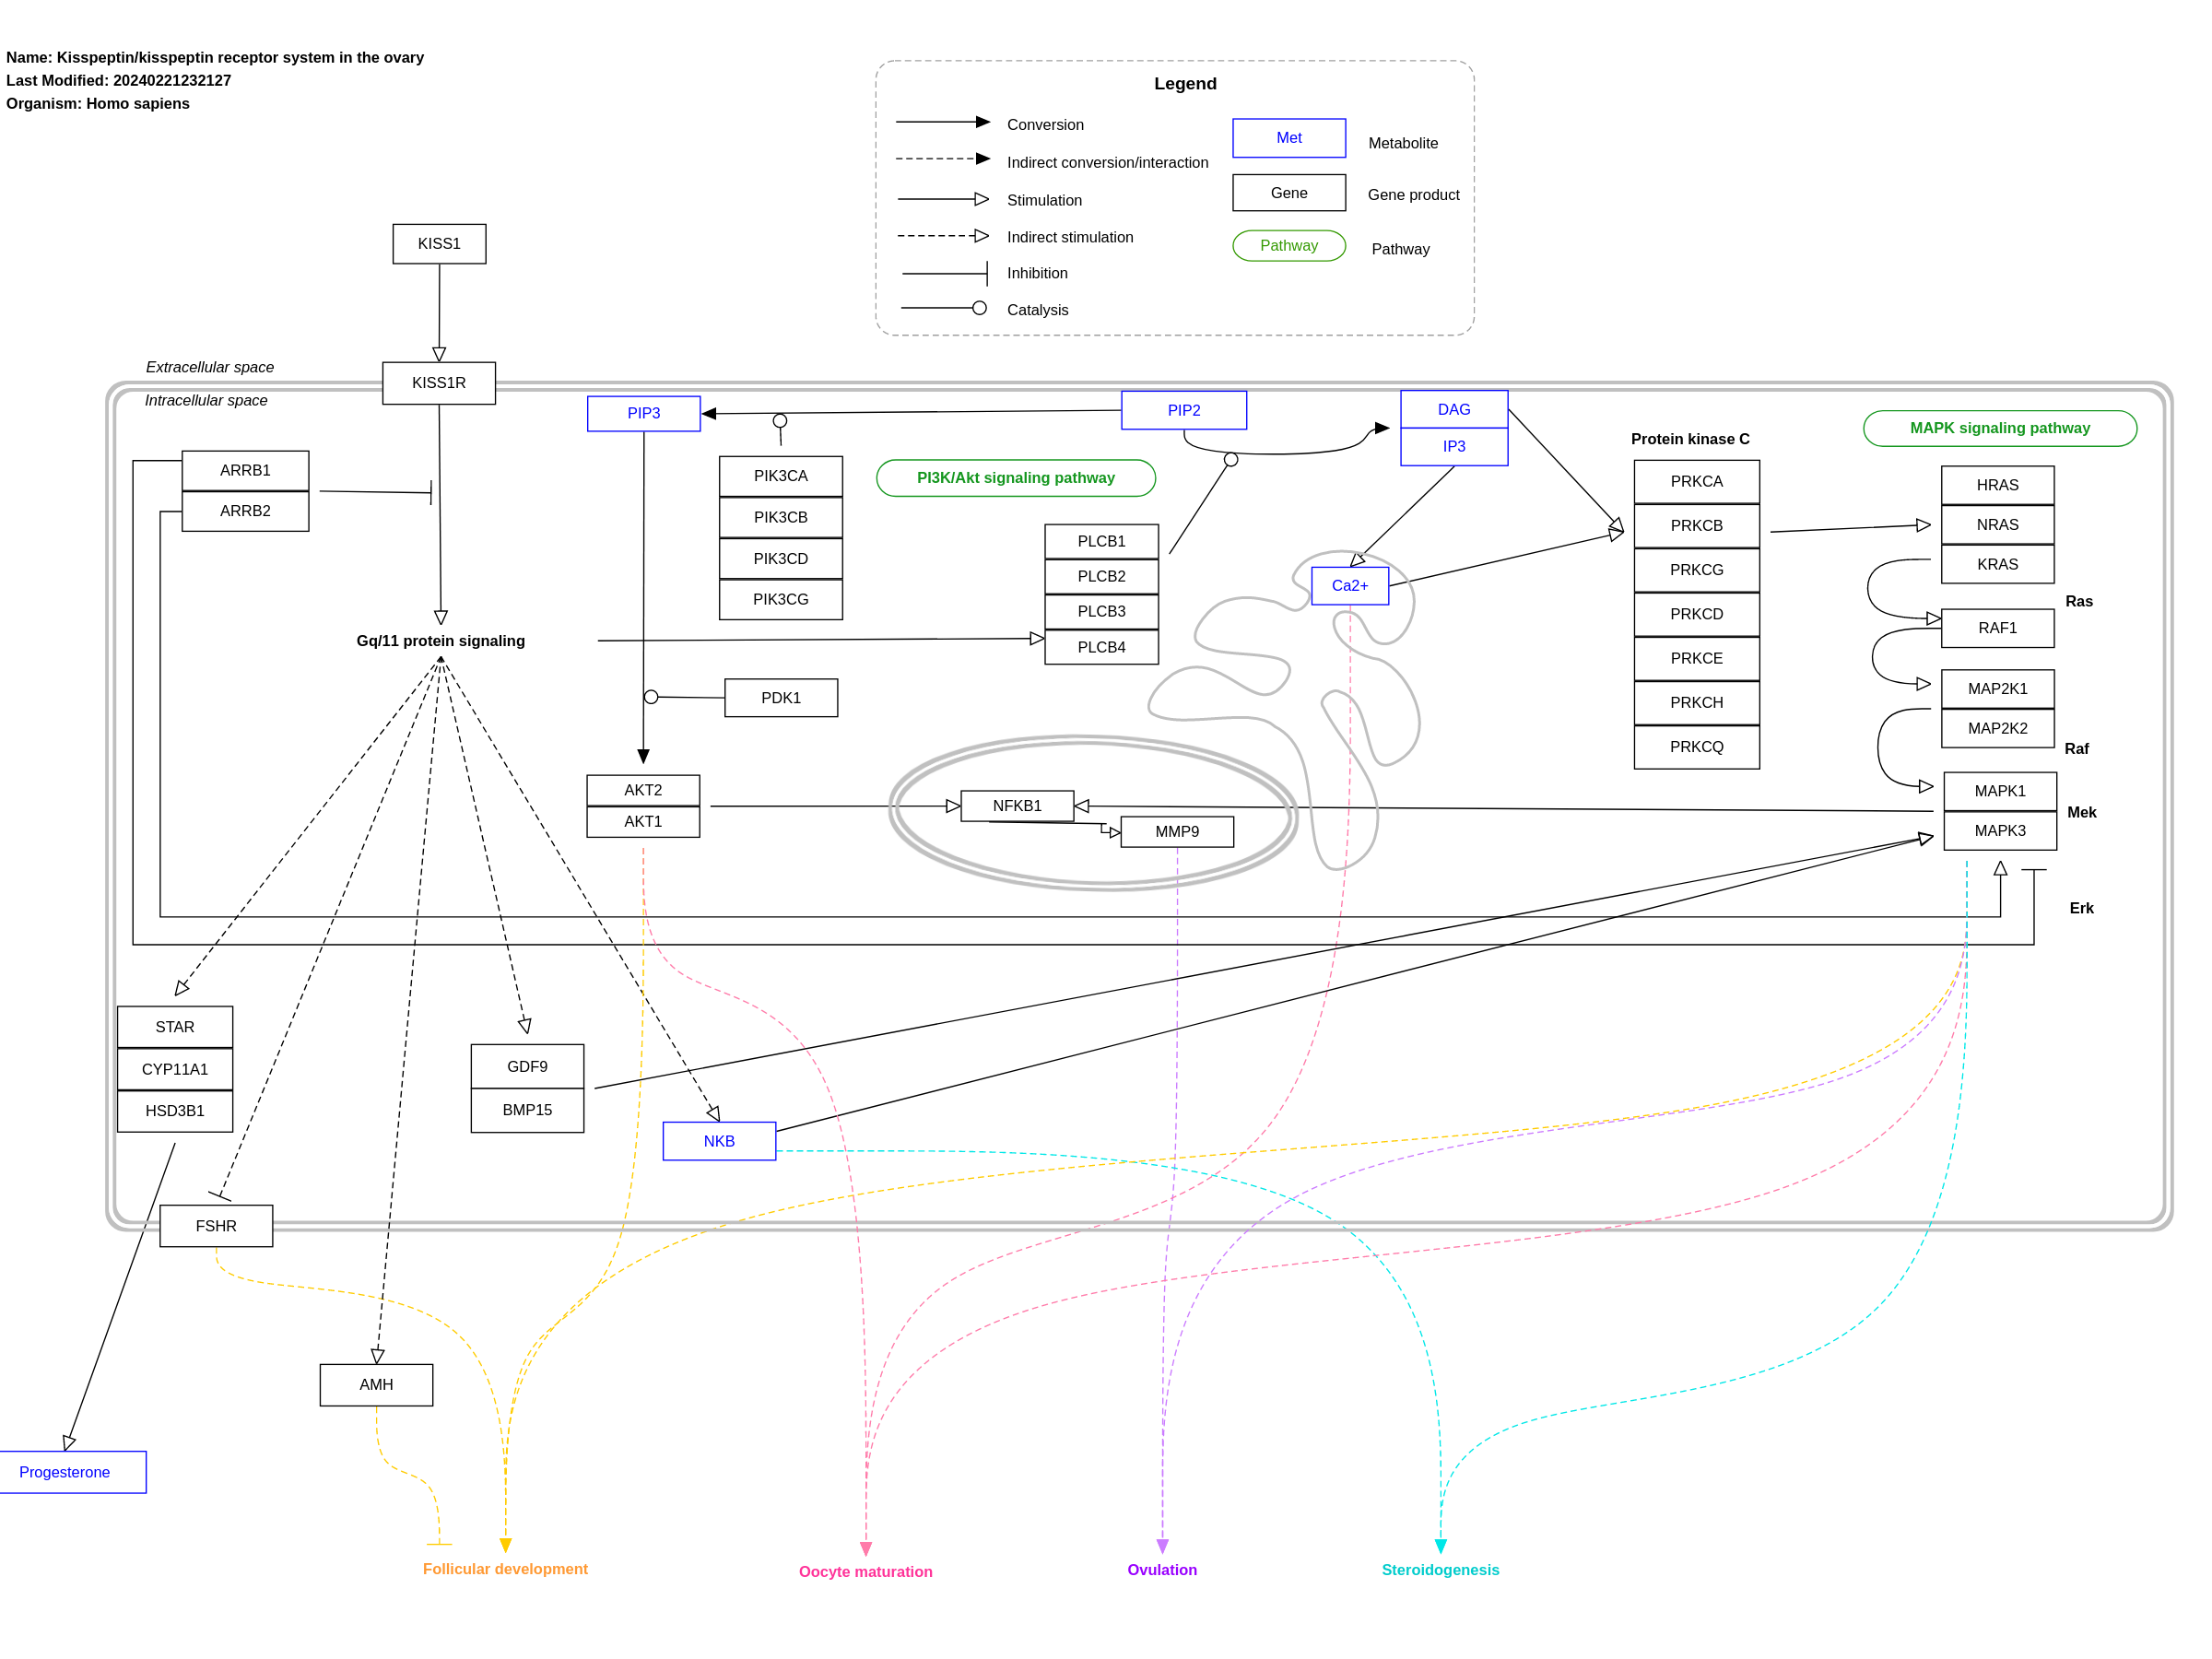 Name: Kisspeptin/kisspeptin receptor system in the ovary
Last Modified: 20240221232127
Organism: Homo sapiens
Legend
Conversion
Indirect conversion/interaction
Stimulation
Indirect stimulation
Inhibition
Catalysis
Met
Metabolite
Gene
Gene product
Pathway
Pathway
KISS1
KISS1R
Extracellular space
Intracellular space
ARRB1
ARRB2
Gq/11 protein signaling
PIP3
PIP2
DAG
IP3
PIK3CA
PIK3CB
PIK3CD
PIK3CG
PI3K/Akt signaling pathway
PLCB1
PLCB2
PLCB3
PLCB4
Ca2+
PDK1
AKT2
AKT1
NFKB1
MMP9
Protein kinase C
PRKCA
PRKCB
PRKCG
PRKCD
PRKCE
PRKCH
PRKCQ
MAPK signaling pathway
HRAS
NRAS
KRAS
Ras
RAF1
MAP2K1
MAP2K2
Raf
MAPK1
MAPK3
Mek
Erk
STAR
CYP11A1
HSD3B1
GDF9
BMP15
NKB
FSHR
AMH
Progesterone
Follicular development
Oocyte maturation
Ovulation
Steroidogenesis